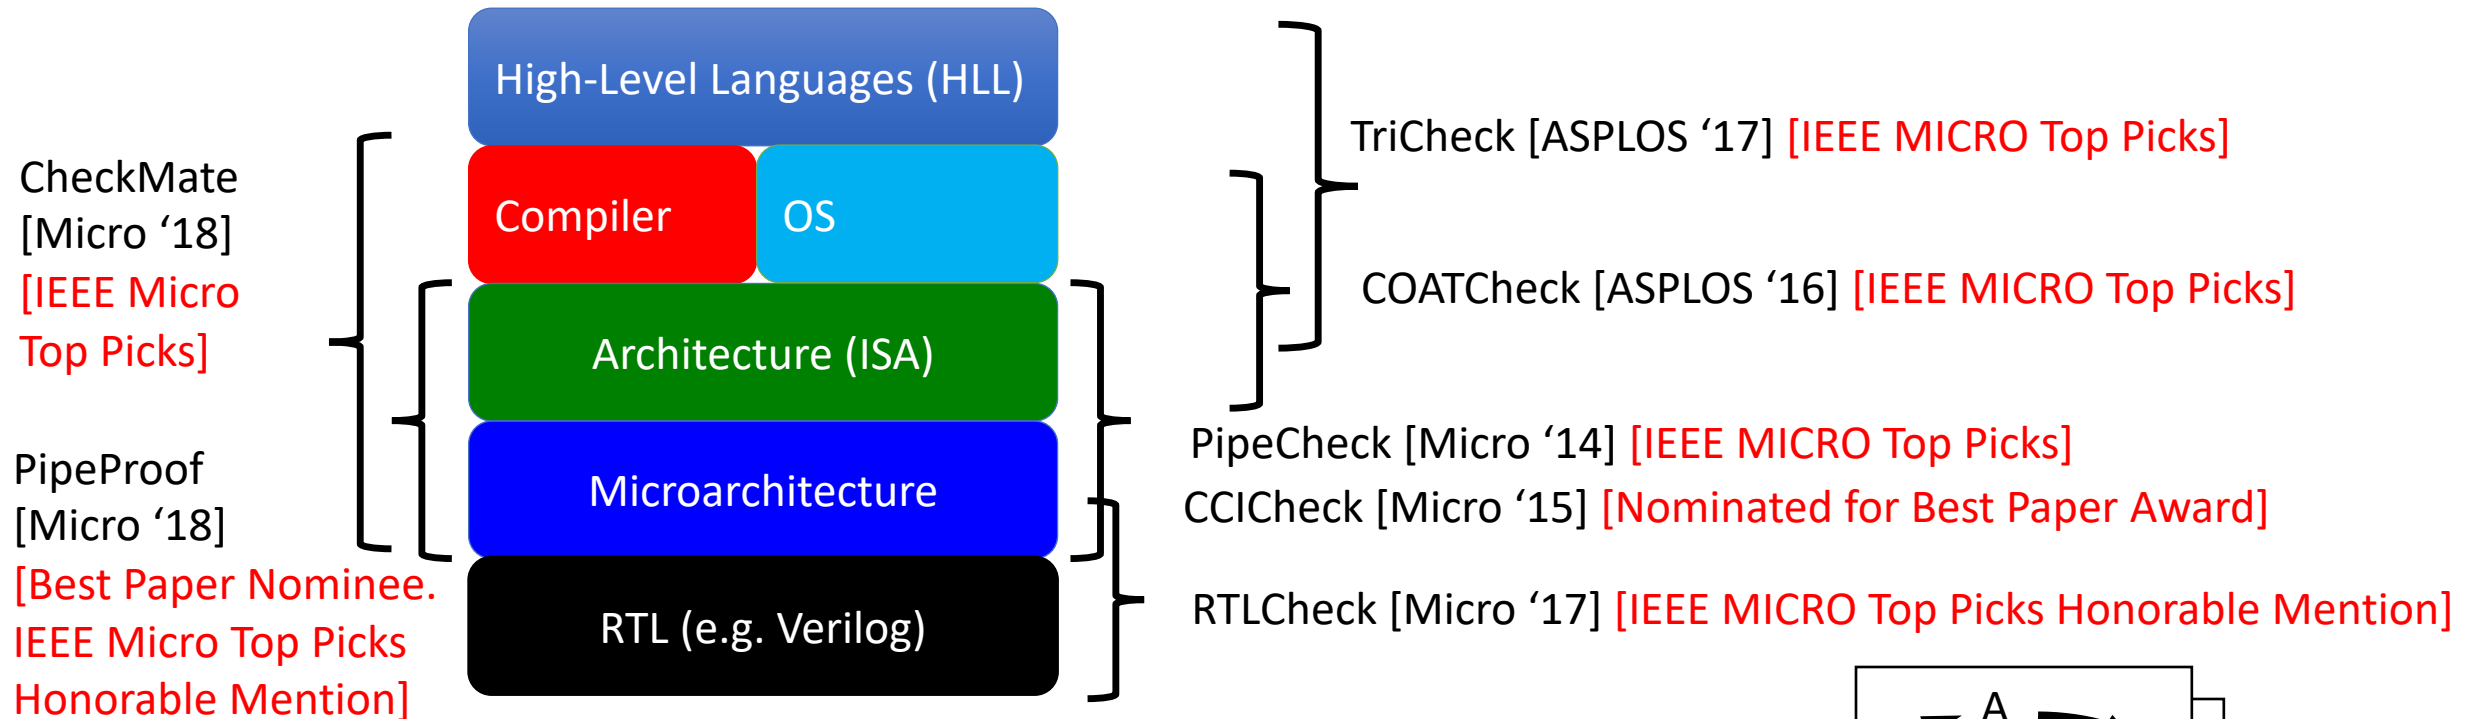 High-Level Languages (HLL)
Compiler
OS
Architecture (ISA)
Microarchitecture
RTL (e.g. Verilog)
CheckMate
[Micro ‘18]
[IEEE Micro
Top Picks]
PipeProof
[Micro ‘18]
[Best Paper Nominee.
IEEE Micro Top Picks
Honorable Mention]
TriCheck [ASPLOS ‘17] [IEEE MICRO Top Picks]
COATCheck [ASPLOS ‘16] [IEEE MICRO Top Picks]
PipeCheck [Micro ‘14] [IEEE MICRO Top Picks]
CCICheck [Micro ‘15] [Nominated for Best Paper Award]
RTLCheck [Micro ‘17] [IEEE MICRO Top Picks Honorable Mention]
A